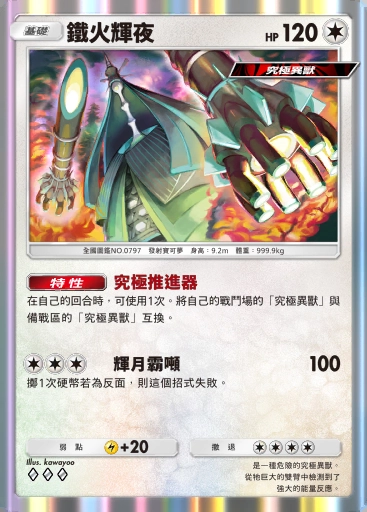 基礎 鐵火輝夜 HP 120
究極異獸
全國圖鑑NO.0797 發射寶可夢 身高：9.2m 體重：999.9kg
特性 究極推進器
在自己的回合時，可使用1次。將自己的戰鬥場的「究極異獸」與
備戰區的「究極異獸」互換。
輝月霸噸 100
擲1次硬幣若為反面，則這個招式失敗。
弱點 +20 撤退
Illus. kawayoo
是一種危險的究極異獸。
從牠巨大的雙臂中檢測到了
強大的能量反應。